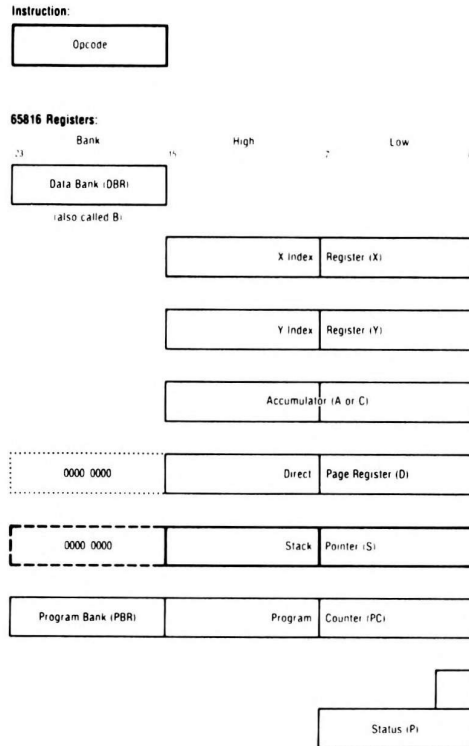 Instruction:
Opcode
65816 Registers:
Bank High Low
23 15 7
Data Bank (DBR)
(also called B)
X Index Register (X)
Y Index Register (Y)
Accumulator (A or C)
0000 0000 Direct Page Register (D)
0000 0000 Stack Pointer (S)
Program Bank (PBR) Program Counter (PC)
Status (P)